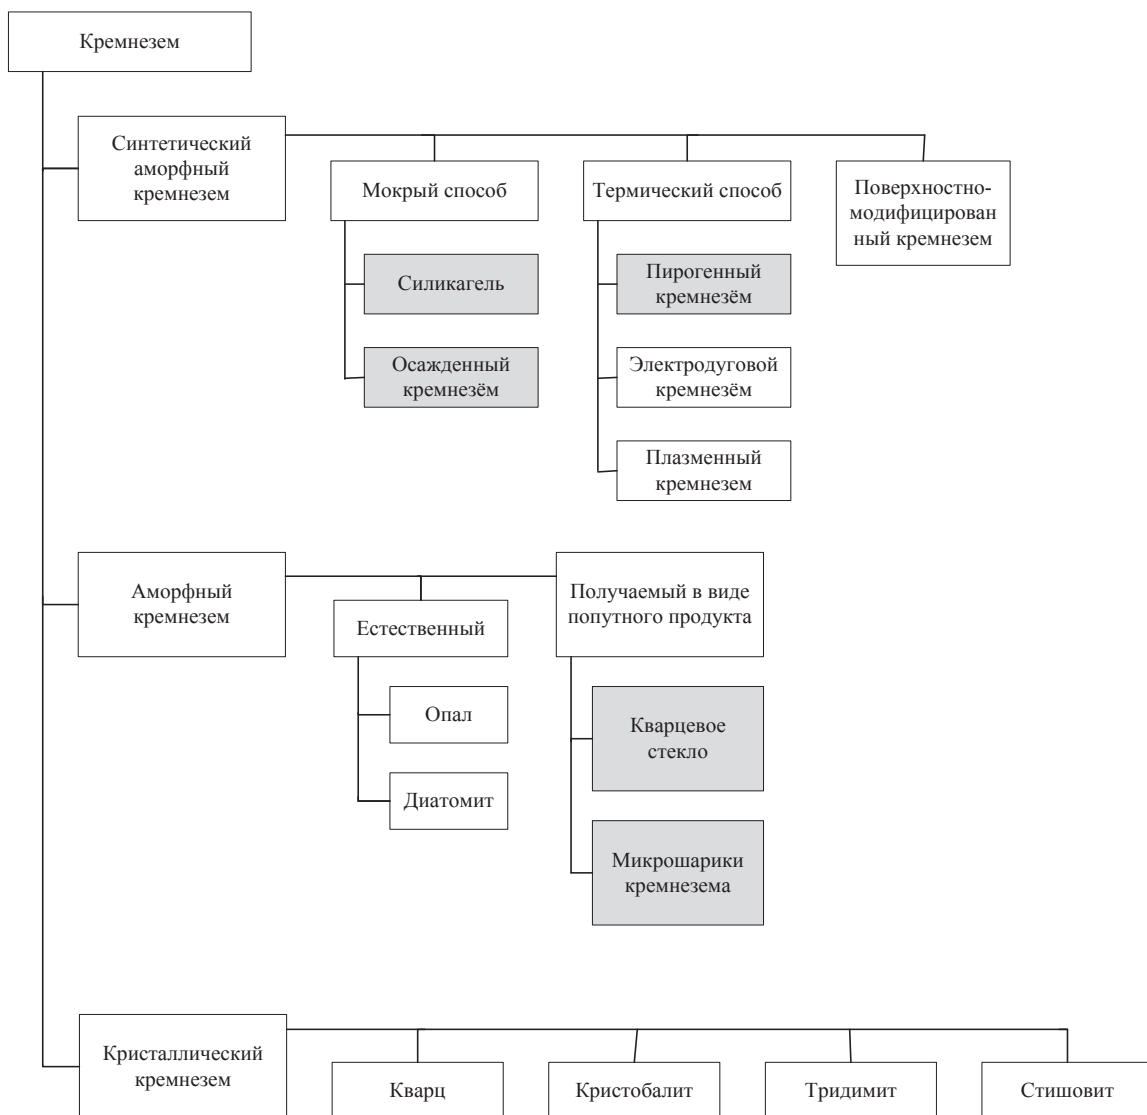 Кремнезем
Синтетический
аморфный
кремнезем
Мокрый способ
Термический способ
Поверхностно-
модифицирован
ный кремнезем
Силикагель
Пирогенный
кремнезём
Осажденный
кремнезём
Электродуговой
кремнезём
Плазменный
кремнезем
Аморфный
кремнезем
Получаемый в виде
попутного продукта
Естественный
Опал
Кварцевое
стекло
Диатомит
Микрошарики
кремнезема
Кристаллический
кремнезем
Кварц
Кристобалит
Тридимит
Стишовит